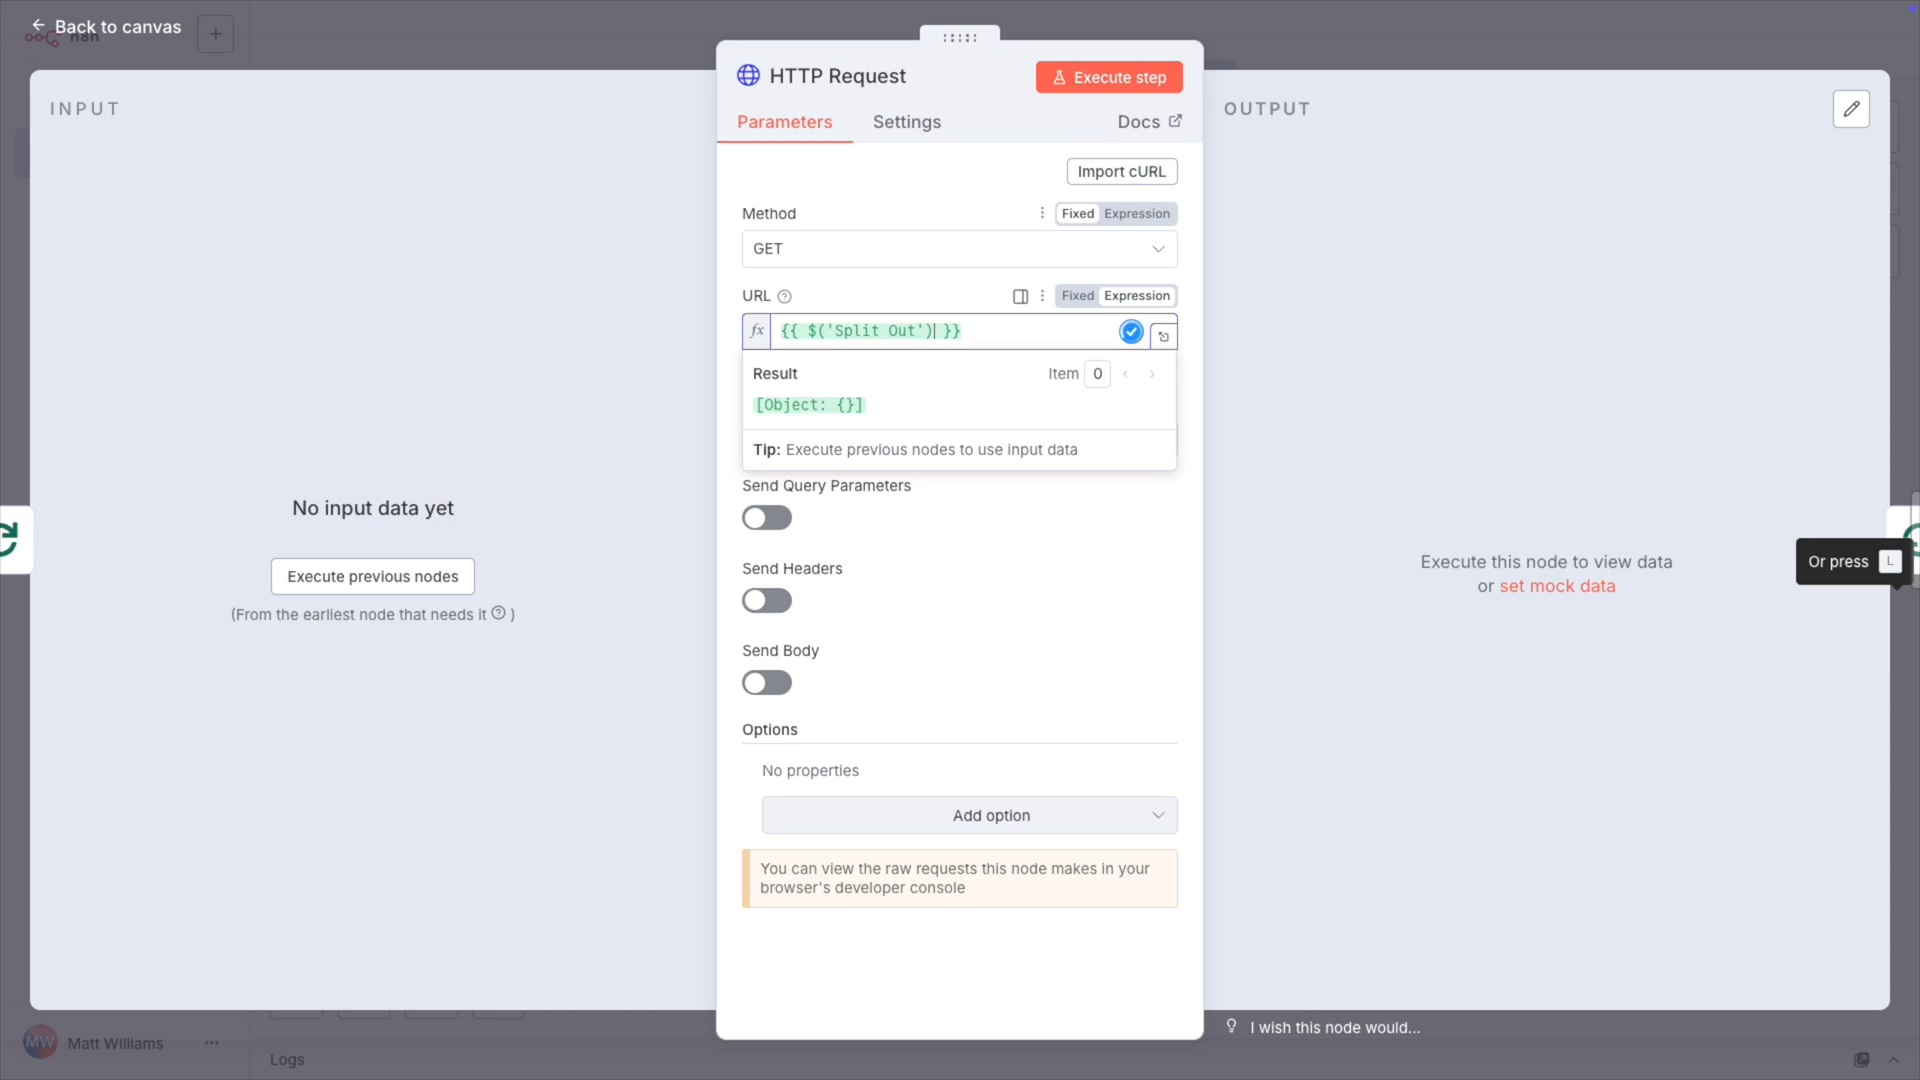 Back to canvas
n8n
+
INPUT
HTTP Request
Execute step
Parameters
Settings
Docs
OUTPUT
Import cURL
Method
Fixed Expression
GET
URL
Fixed Expression
fx
{{ $('Split Out') }}
Result
Item 0
[Object: {}]
Tip: Execute previous nodes to use input data
Send Query Parameters
No input data yet
Execute previous nodes
(From the earliest node that needs it ? )
Send Headers
Execute this node to view data
or set mock data
Or press L
Send Body
Options
No properties
Add option
You can view the raw requests this node makes in your
browser's developer console
I wish this node would...
MW
Matt Williams
Logs